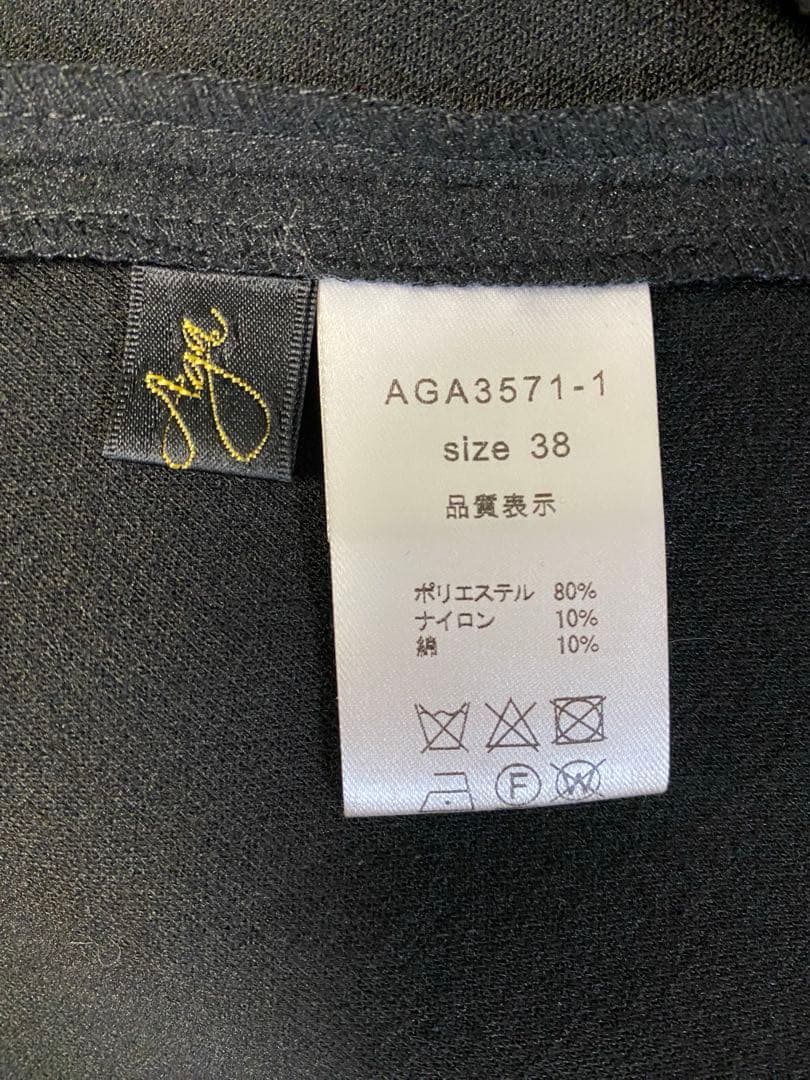 Aga
AGA3571-1
size 38
品質表示
ポリエステル 80%
ナイロン 10%
綿 10%
F W